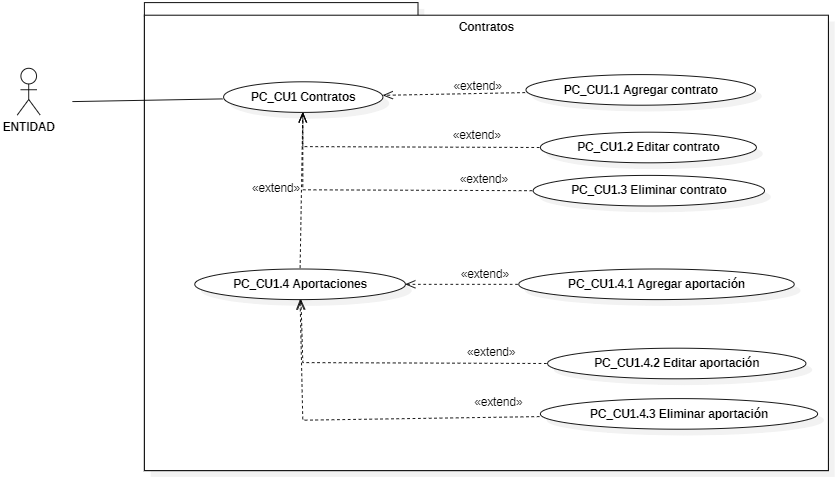 Contratos
«extend»
PC_CU1.1 Agregar contrato
PC_CU1 Contratos
ENTIDAD
«extend»
PC_CU1.2 Editar contrato
«extend»
PC_CU1.3 Eliminar contrato
«extend»
PC_CU1.4 Aportaciones
«extend»
PC_CU1.4.1 Agregar aportación
«extend»
PC_CU1.4.2 Editar aportación
«extend»
PC_CU1.4.3 Eliminar aportación